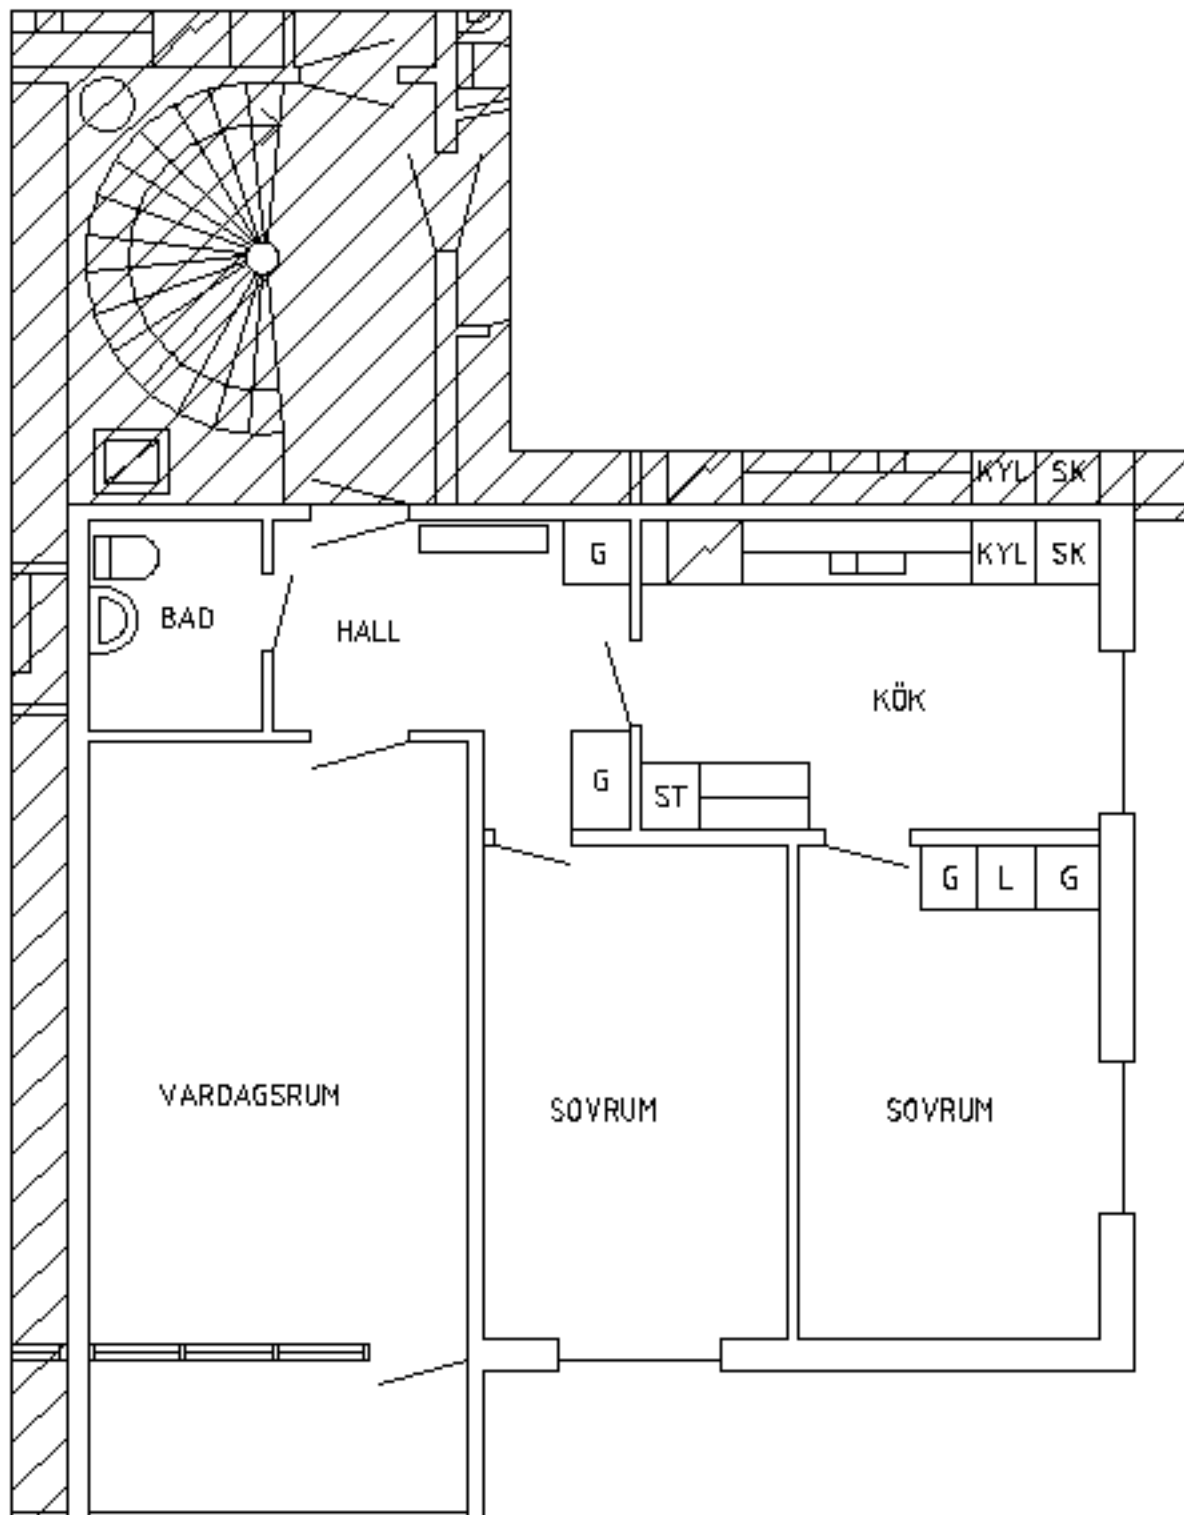 KYL SK
G KYL SK
BAD
HALL
KÖK
G ST
G L G
VARDAGSRUM
SOVRUM SOVRUM